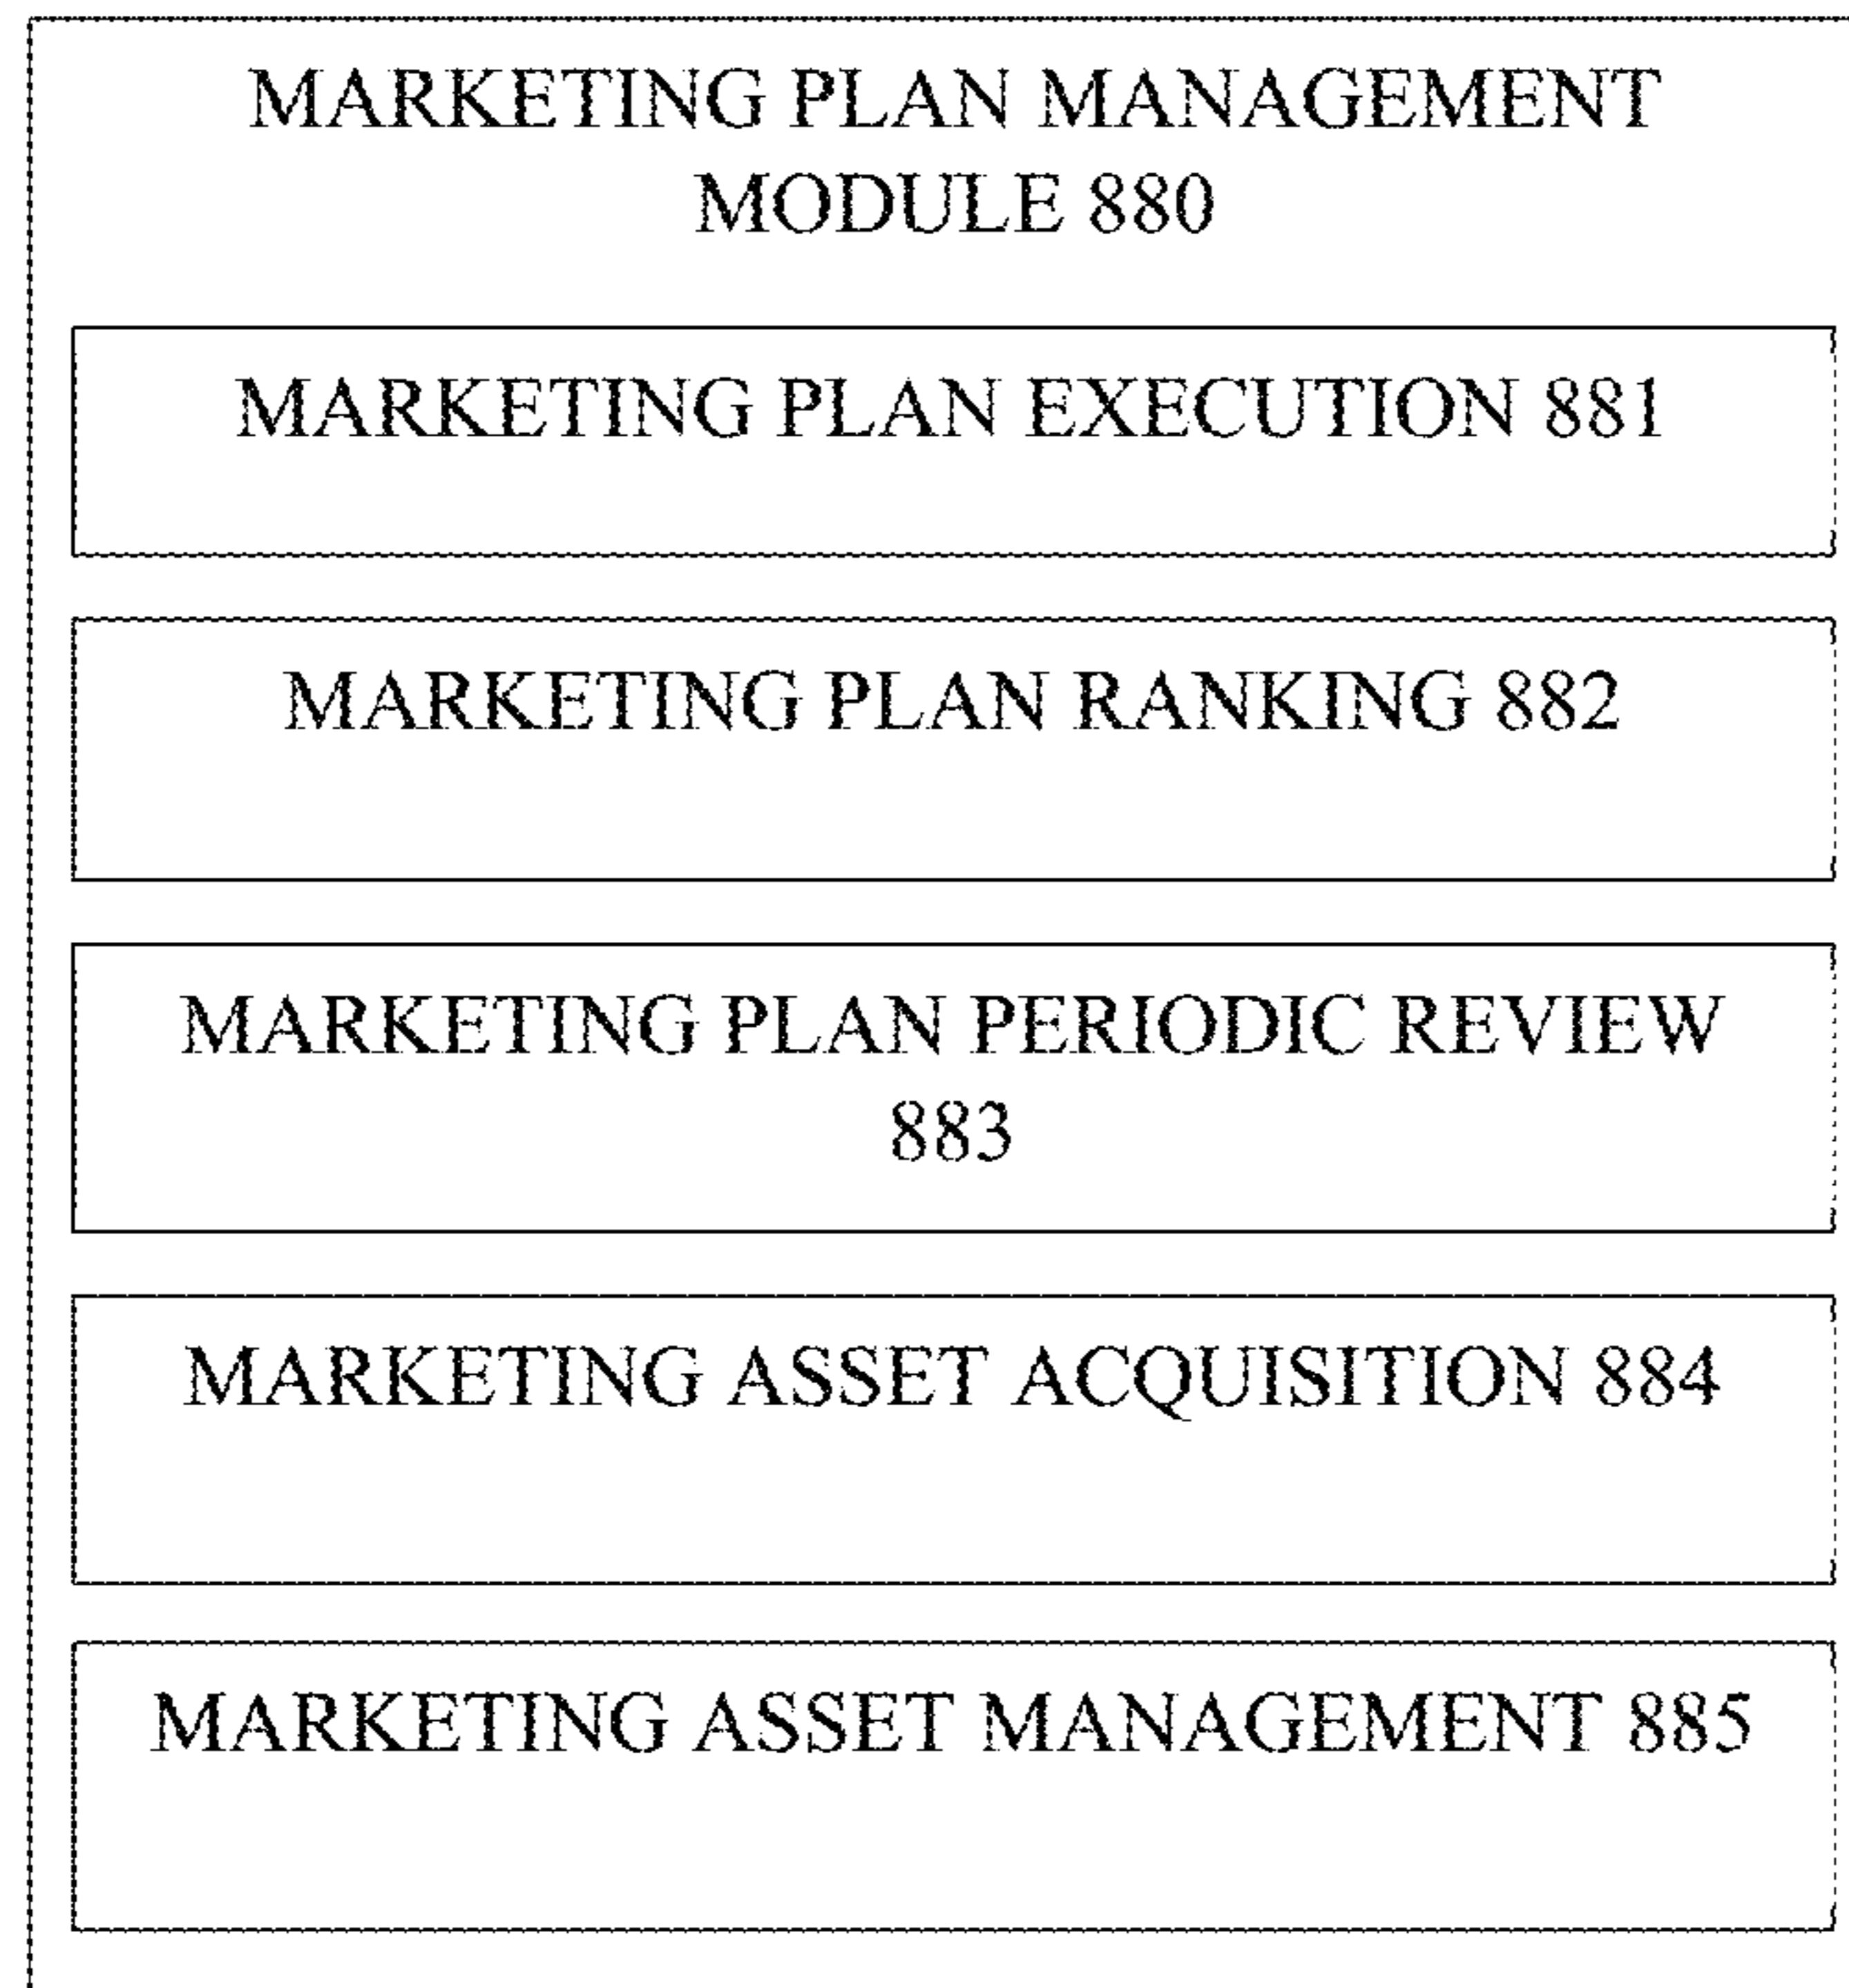 MARKETING PLAN MANAGEMENT
MODULE 880
MARKETING PLAN EXECUTION 881
MARKETING PLAN RANKING 882
MARKETING PLAN PERIODIC REVIEW
883
MARKETING ASSET ACQUISITION 884
MARKETING ASSET MANAGEMENT 885